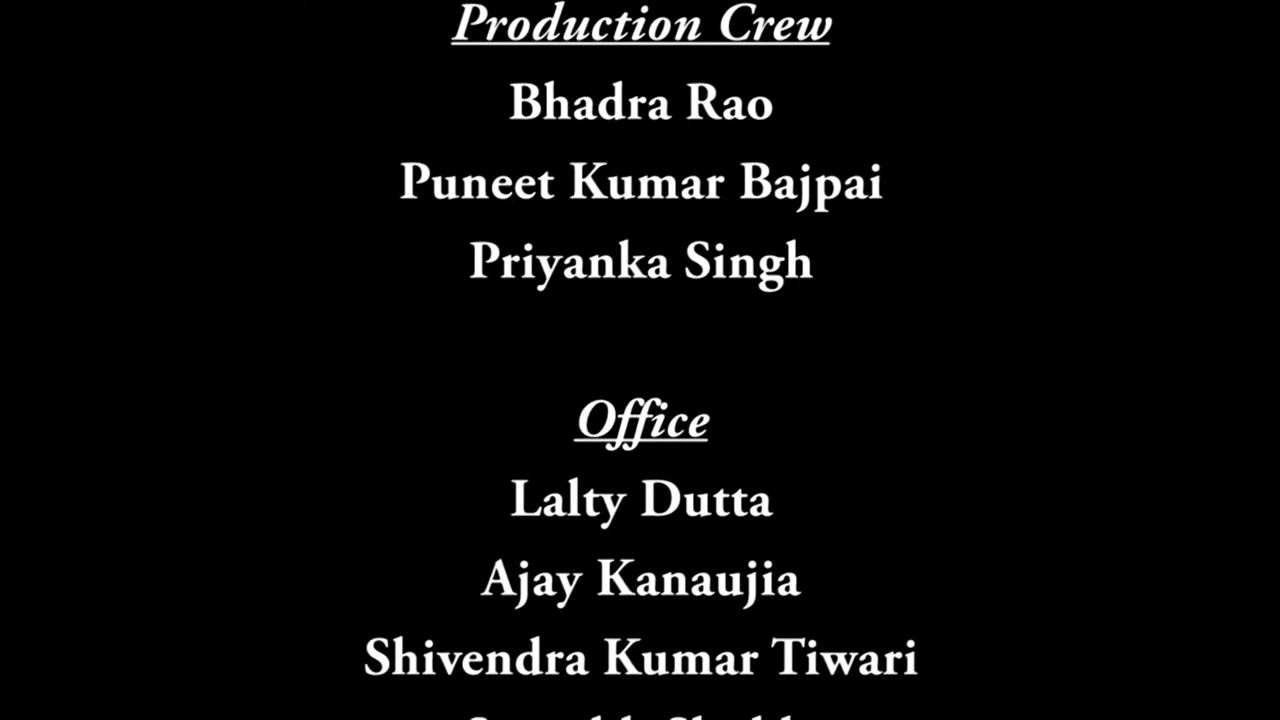 Production Crew
Bhadra Rao
Puneet Kumar Bajpai
Priyanka Singh
Office
Lalty Dutta
Ajay Kanaujia
Shivendra Kumar Tiwari